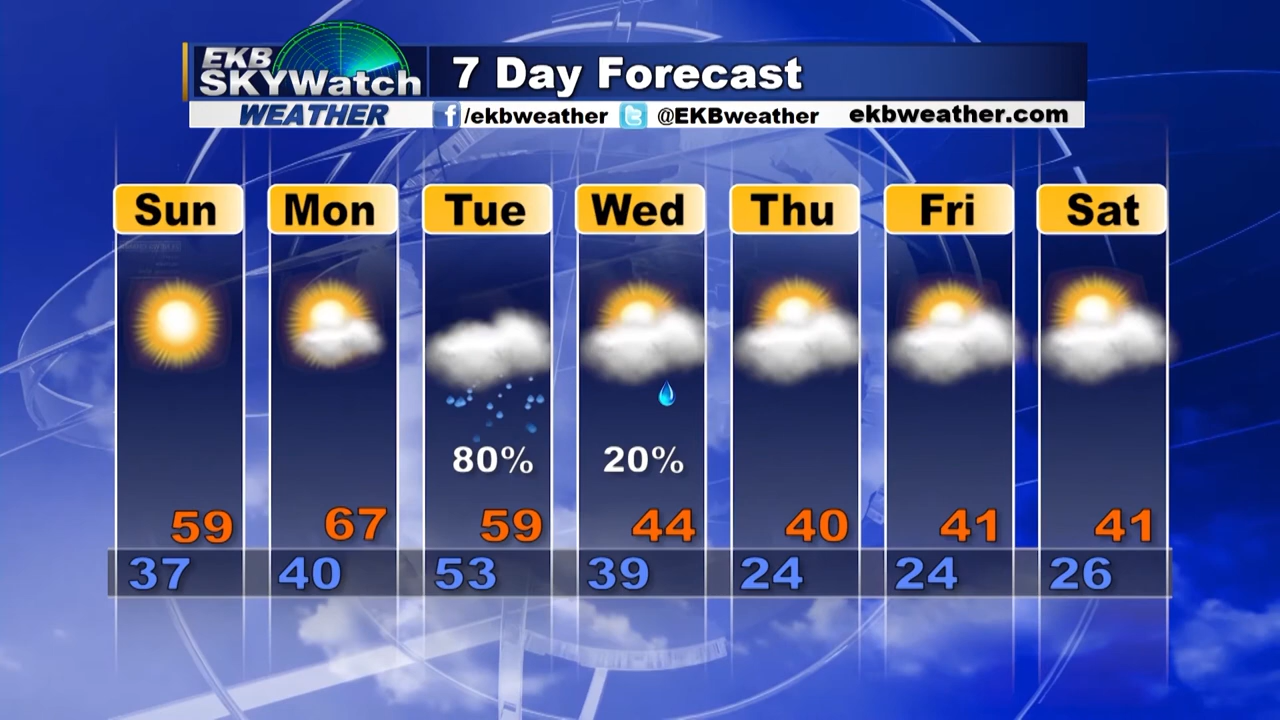 EKB
SKYWatch
WEATHER
7 Day Forecast
f/ekbweather t @EKBweather ekbweather.com
Sun Mon Tue Wed Thu Fri Sat
80% 20%
59 67 59 44 40 41 41
37 40 53 39 24 24 26